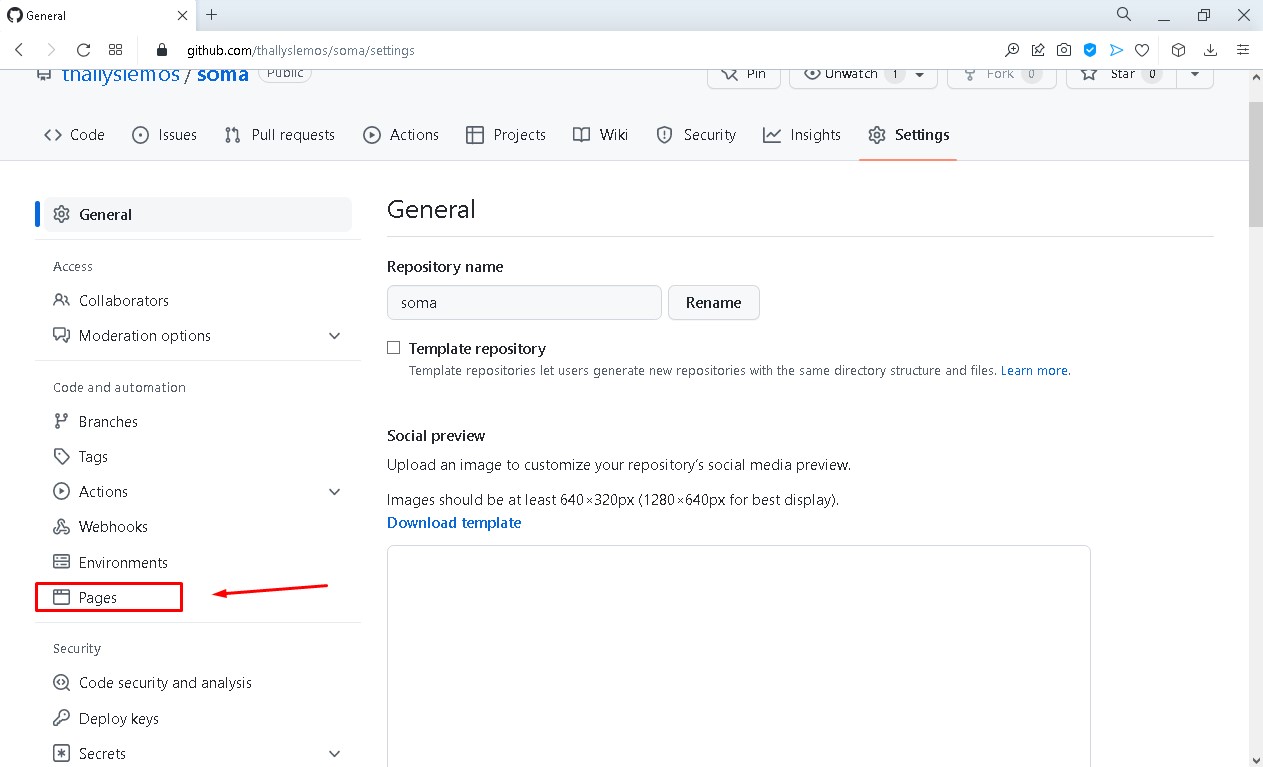 General
github.com/thallyslemos/soma/settings
thallyslemos / soma Public
Pin Unwatch 1 Fork 0 Star 0
Code Issues Pull requests Actions Projects Wiki Security Insights Settings
General
Access
Collaborators
Moderation options
Code and automation
Branches
Tags
Actions
Webhooks
Environments
Pages
Security
Code security and analysis
Deploy keys
Secrets
General
Repository name
soma Rename
Template repository
Template repositories let users generate new repositories with the same directory structure and files. Learn more.
Social preview
Upload an image to customize your repository’s social media preview.
Images should be at least 640×320px (1280×640px for best display).
Download template